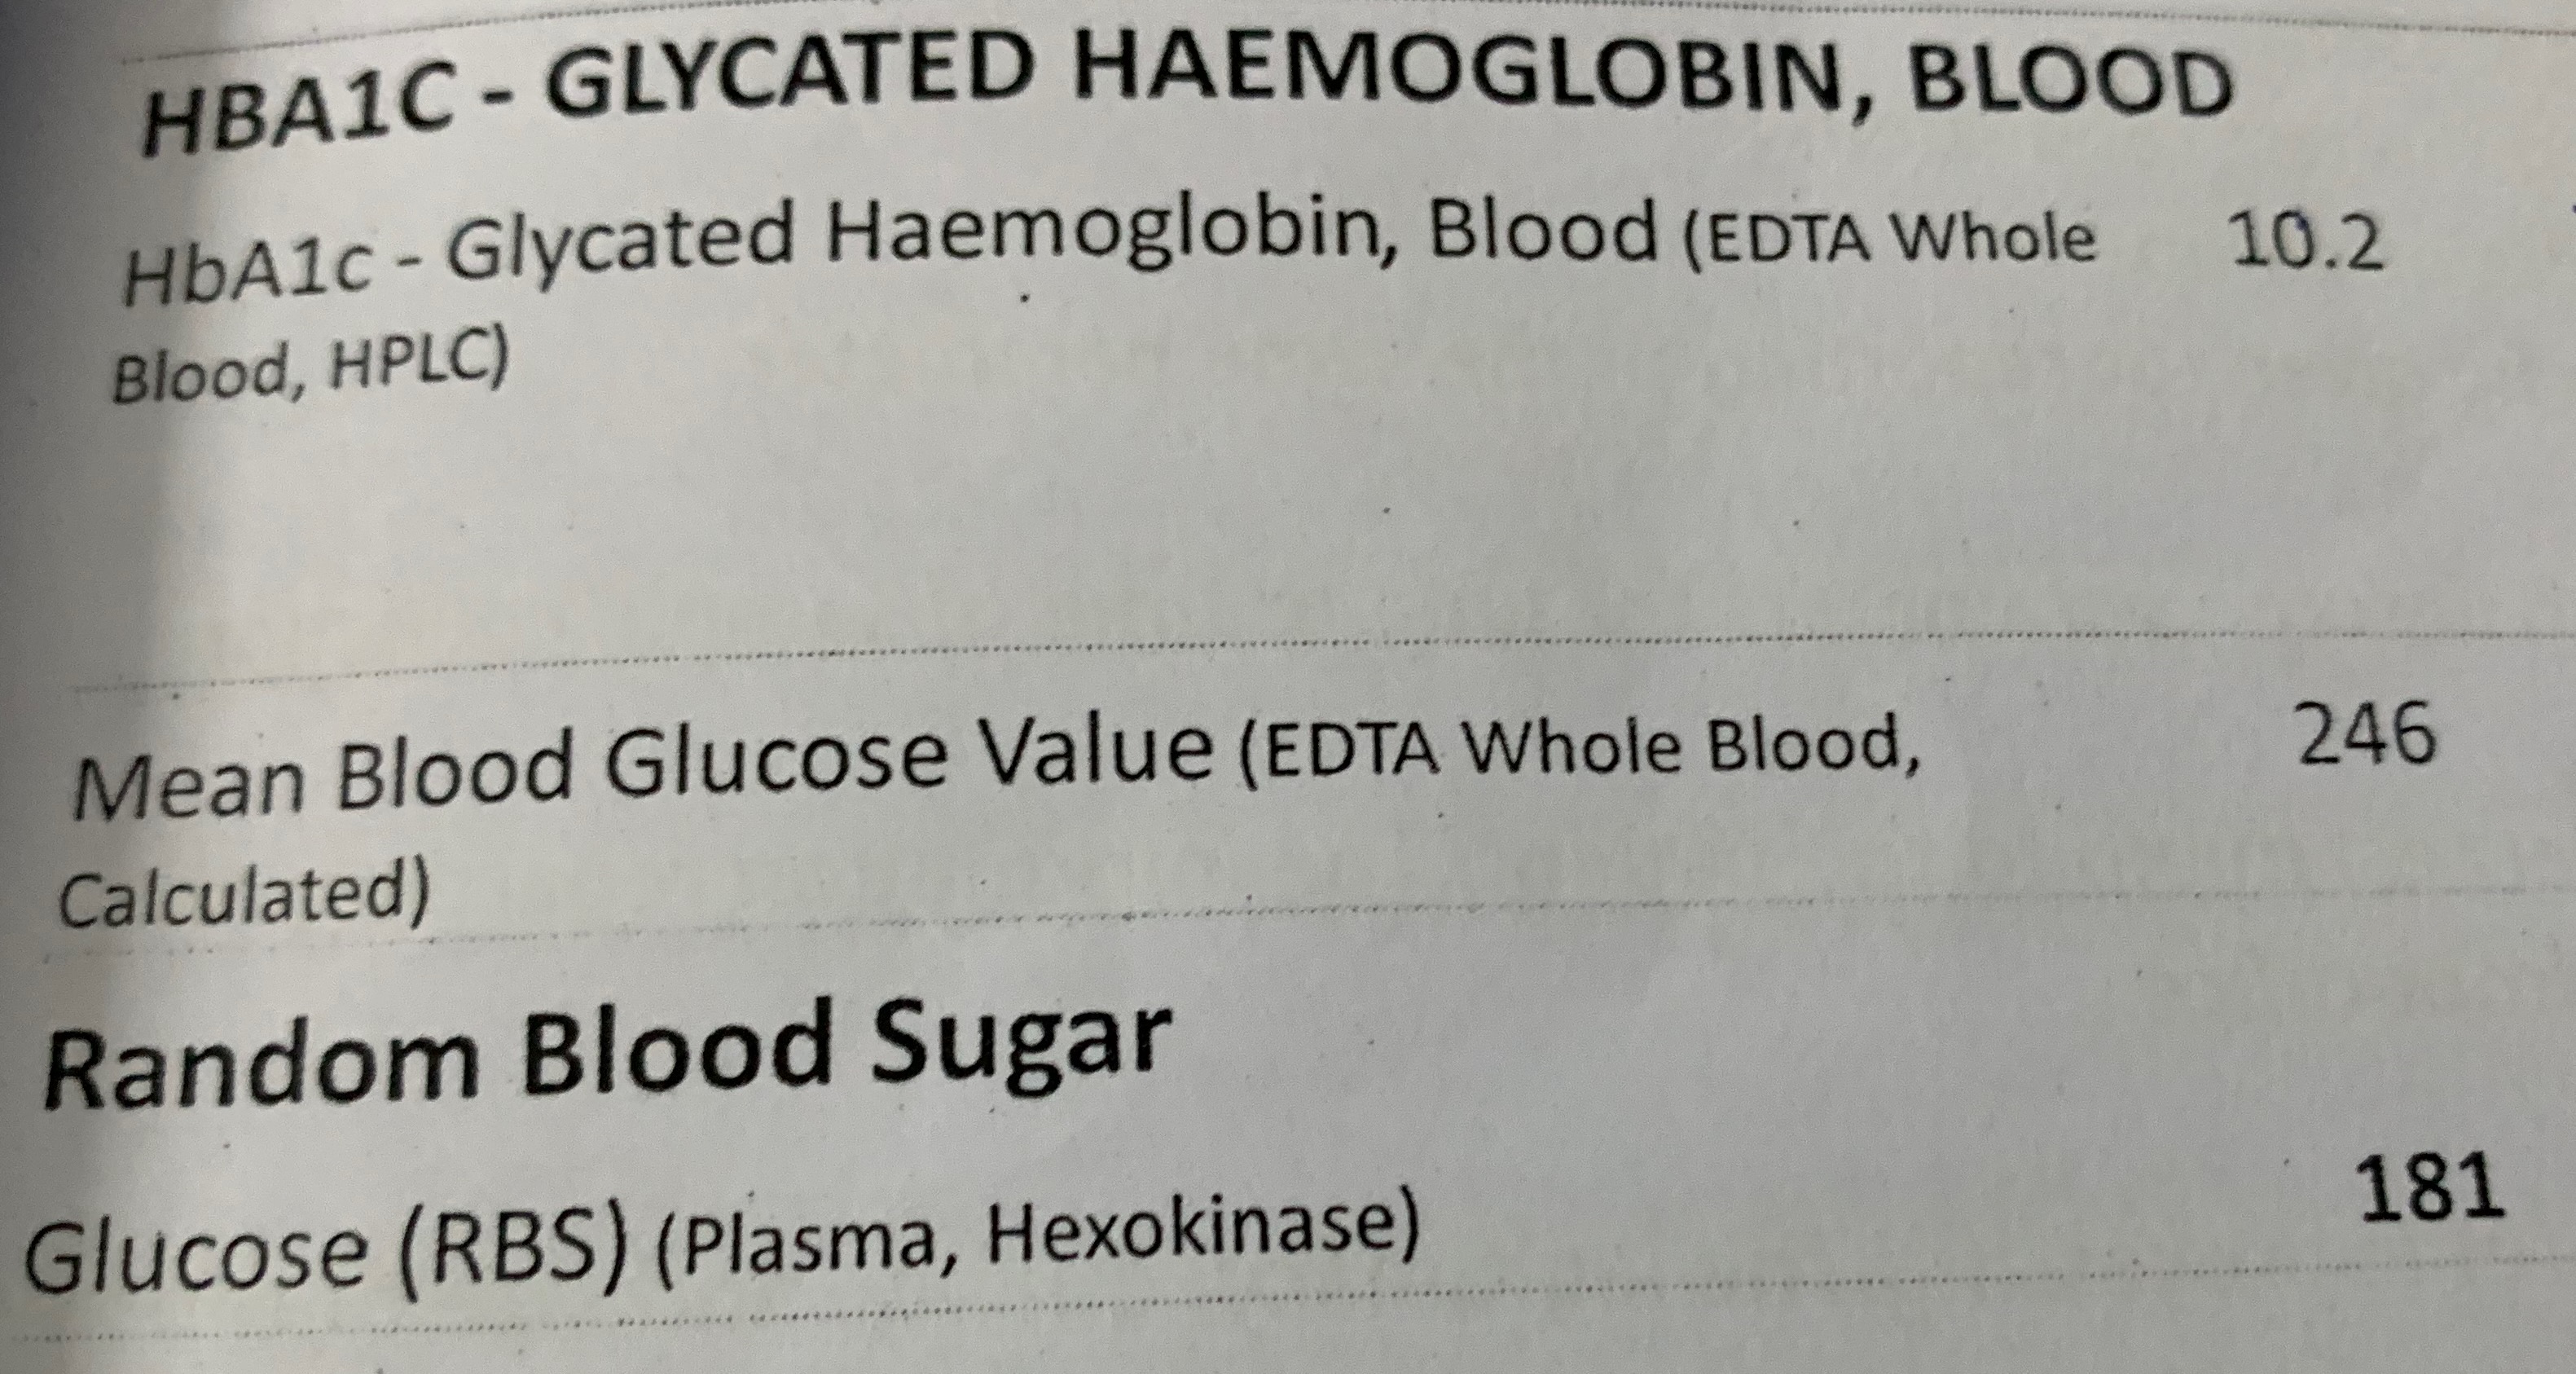 HBA1C - GLYCATED HAEMOGLOBIN, BLOOD
HbA1c - Glycated Haemoglobin, Blood (EDTA Whole 10.2
Blood, HPLC)
Mean Blood Glucose Value (EDTA Whole Blood, 246
Calculated)
Random Blood Sugar
Glucose (RBS) (Plasma, Hexokinase) 181